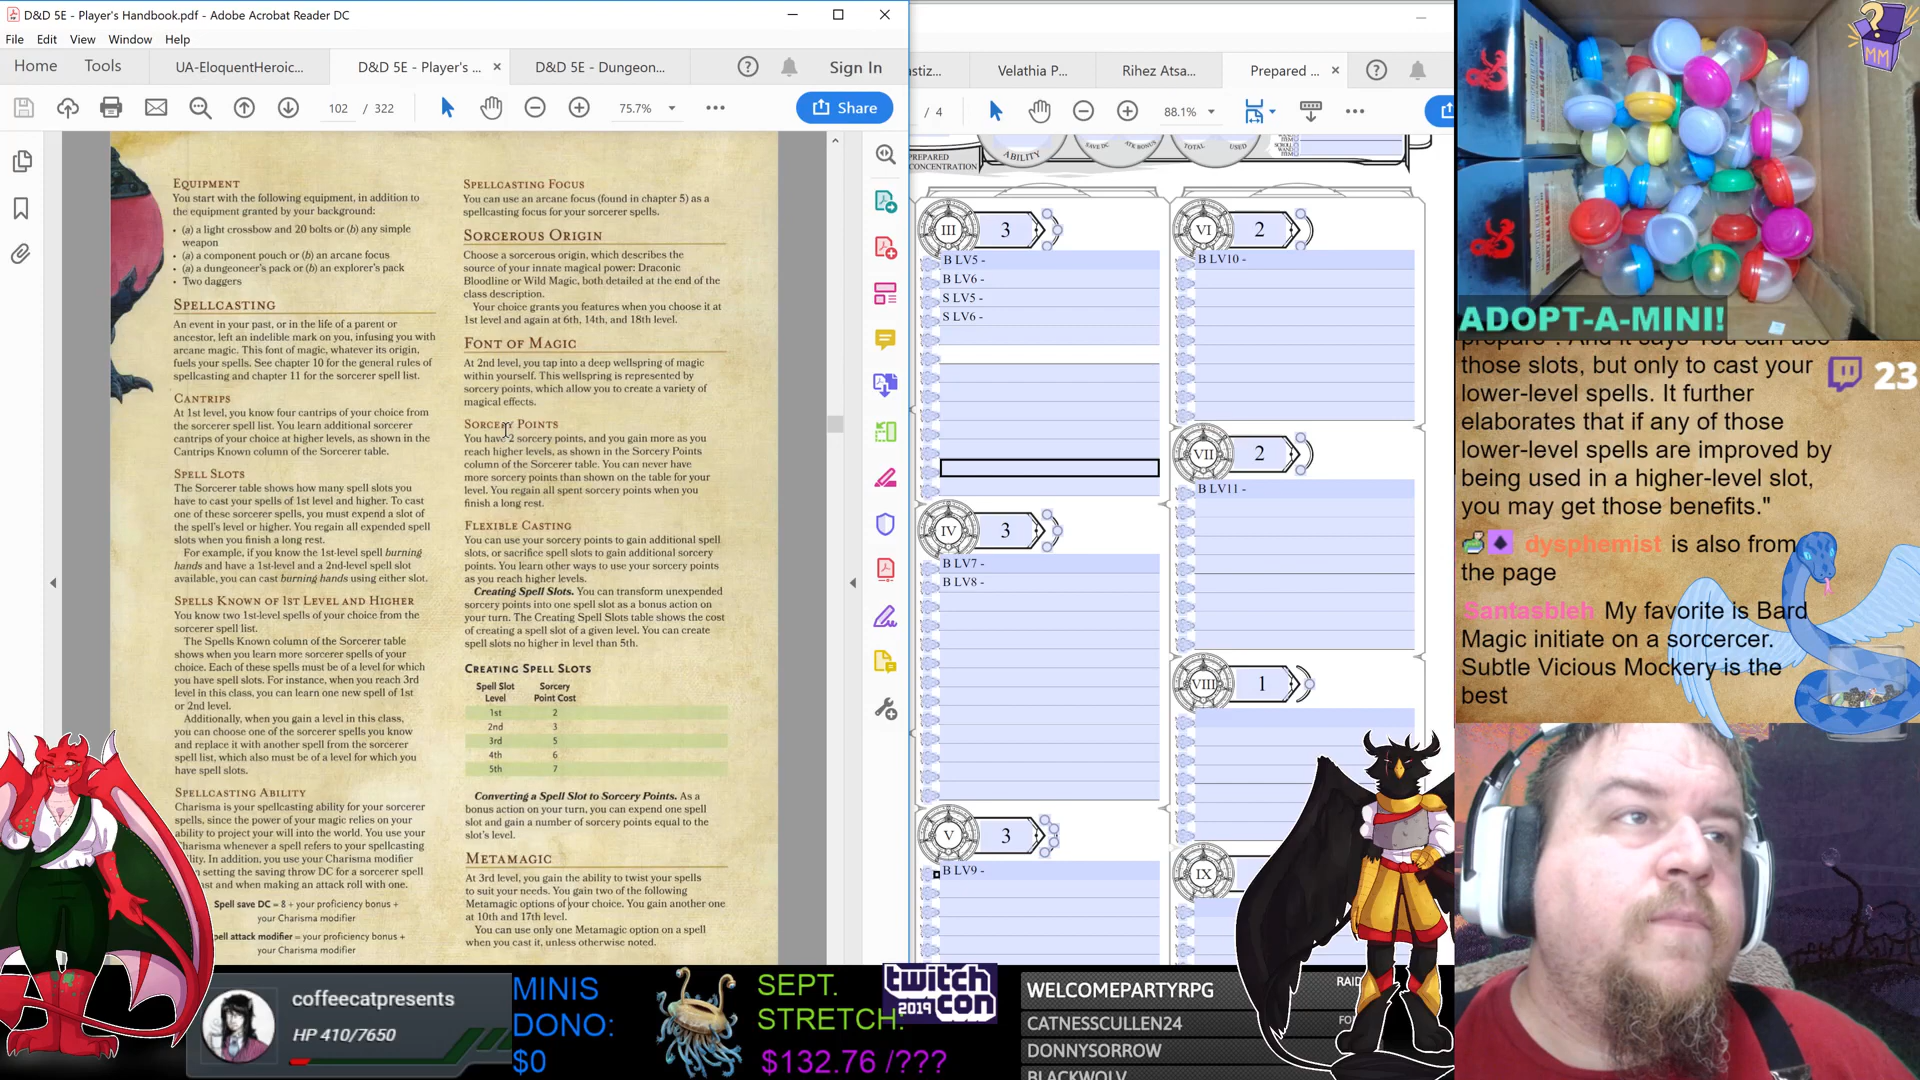 D&D 5E - Player's Handbook.pdf - Adobe Acrobat Reader DC
File Edit View Window Help
Home Tools UA-EloquentHeroic... D&D 5E - Player's ... D&D 5E - Dungeon... Sign In
102 / 322 75.7% Share
EQUIPMENT
You start with the following equipment, in addition to
the equipment granted by your background:
• (a) a light crossbow and 20 bolts or (b) any simple
weapon
• (a) a component pouch or (b) an arcane focus
• (a) a dungeoneer's pack or (b) an explorer's pack
• Two daggers
SPELLCASTING
An event in your past, or in the life of a parent or
ancestor, left an indelible mark on you, infusing you with
arcane magic. This font of magic, whatever its origin,
fuels your spells. See chapter 10 for the general rules of
spellcasting and chapter 11 for the sorcerer spell list.
CANTRIPS
At 1st level, you know four cantrips of your choice from
the sorcerer spell list. You learn additional sorcerer
cantrips of your choice at higher levels, as shown in the
Cantrips Known column of the Sorcerer table.
SPELL SLOTS
The Sorcerer table shows how many spell slots you
have to cast your spells of 1st level and higher. To cast
one of these sorcerer spells, you must expend a slot of
the spell's level or higher. You regain all expended spell
slots when you finish a long rest.
For example, if you know the 1st-level spell burning
hands and have a 1st-level and a 2nd-level spell slot
available, you can cast burning hands using either slot.
SPELLS KNOWN OF 1ST LEVEL AND HIGHER
You know two 1st-level spells of your choice from the
sorcerer spell list.
The Spells Known column of the Sorcerer table
shows when you learn more sorcerer spells of your
choice. Each of these spells must be of a level for which
you have spell slots. For instance, when you reach 3rd
level in this class, you can learn one new spell of 1st
or 2nd level.
Additionally, when you gain a level in this class,
you can choose one of the sorcerer spells you know
and replace it with another spell from the sorcerer
spell list, which also must be of a level for which you
have spell slots.
SPELLCASTING ABILITY
Charisma is your spellcasting ability for your sorcerer
spells, since the power of your magic relies on your
ability to project your will into the world. You use your
Charisma whenever a spell refers to your spellcasting
In addition, you use your Charisma modifier
setting the saving throw DC for a sorcerer spell
and when making an attack roll with one.
Spell save DC = 8 + your proficiency bonus +
your Charisma modifier
attack modifier = your proficiency bonus +
your Charisma modifier
SPELLCASTING FOCUS
You can use an arcane focus (found in chapter 5) as a
spellcasting focus for your sorcerer spells.
SORCEROUS ORIGIN
Choose a sorcerous origin, which describes the
source of your innate magical power: Draconic
Bloodline or Wild Magic, both detailed at the end of the
class description.
Your choice grants you features when you choose it at
1st level and again at 6th, 14th, and 18th level.
FONT OF MAGIC
At 2nd level, you tap into a deep wellspring of magic
within yourself. This wellspring is represented by
sorcery points, which allow you to create a variety of
magical effects.
SORCERY POINTS
You have 2 sorcery points, and you gain more as you
reach higher levels, as shown in the Sorcery Points
column of the Sorcerer table. You can never have
more sorcery points than shown on the table for your
level. You regain all spent sorcery points when you
finish a long rest.
FLEXIBLE CASTING
You can use your sorcery points to gain additional spell
slots, or sacrifice spell slots to gain additional sorcery
points. You learn other ways to use your sorcery points
as you reach higher levels.
Creating Spell Slots. You can transform unexpended
sorcery points into one spell slot as a bonus action on
your turn. The Creating Spell Slots table shows the cost
of creating a spell slot of a given level. You can create
spell slots no higher in level than 5th.
CREATING SPELL SLOTS
Spell Slot Sorcery
Level Point Cost
1st 2
2nd 3
3rd 5
4th 6
5th 7
Converting a Spell Slot to Sorcery Points. As a
bonus action on your turn, you can expend one spell
slot and gain a number of sorcery points equal to the
slot's level.
METAMAGIC
At 3rd level, you gain the ability to twist your spells
to suit your needs. You gain two of the following
Metamagic options of your choice. You gain another one
at 10th and 17th level.
You can use only one Metamagic option on a spell
when you cast it, unless otherwise noted.
Velathia P... Rihez Atsa... Prepared ...
/ 4 88.1%
PREPARED
CONCENTRATION
ABILITY SAVE DC TOTAL USED
III 3
B LV5 -
B LV6 -
S LV5 -
S LV6 -
IV 3
B LV7 -
B LV8 -
V 3
B LV9 -
VI 2
B LV10 -
VII 2
B LV11 -
VIII 1
IX
MM
ADOPT-A-MINI!
prepare". And it says You can use
those slots, but only to cast your
lower-level spells. It further
elaborates that if any of those
lower-level spells are improved by
being used in a higher-level slot,
you may get those benefits."
23
dysphemist is also from
the page
Santasbleh My favorite is Bard
Magic initiate on a sorcercer.
Subtle Vicious Mockery is the
best
coffeecatpresents
HP 410/7650
MINIS
DONO:
$0
SEPT.
STRETCH:
$132.76 /???
twitch
con
2019
WELCOMEPARTYRPG RAID
CATNESSCULLEN24
DONNYSORROW
BLACKWOLV